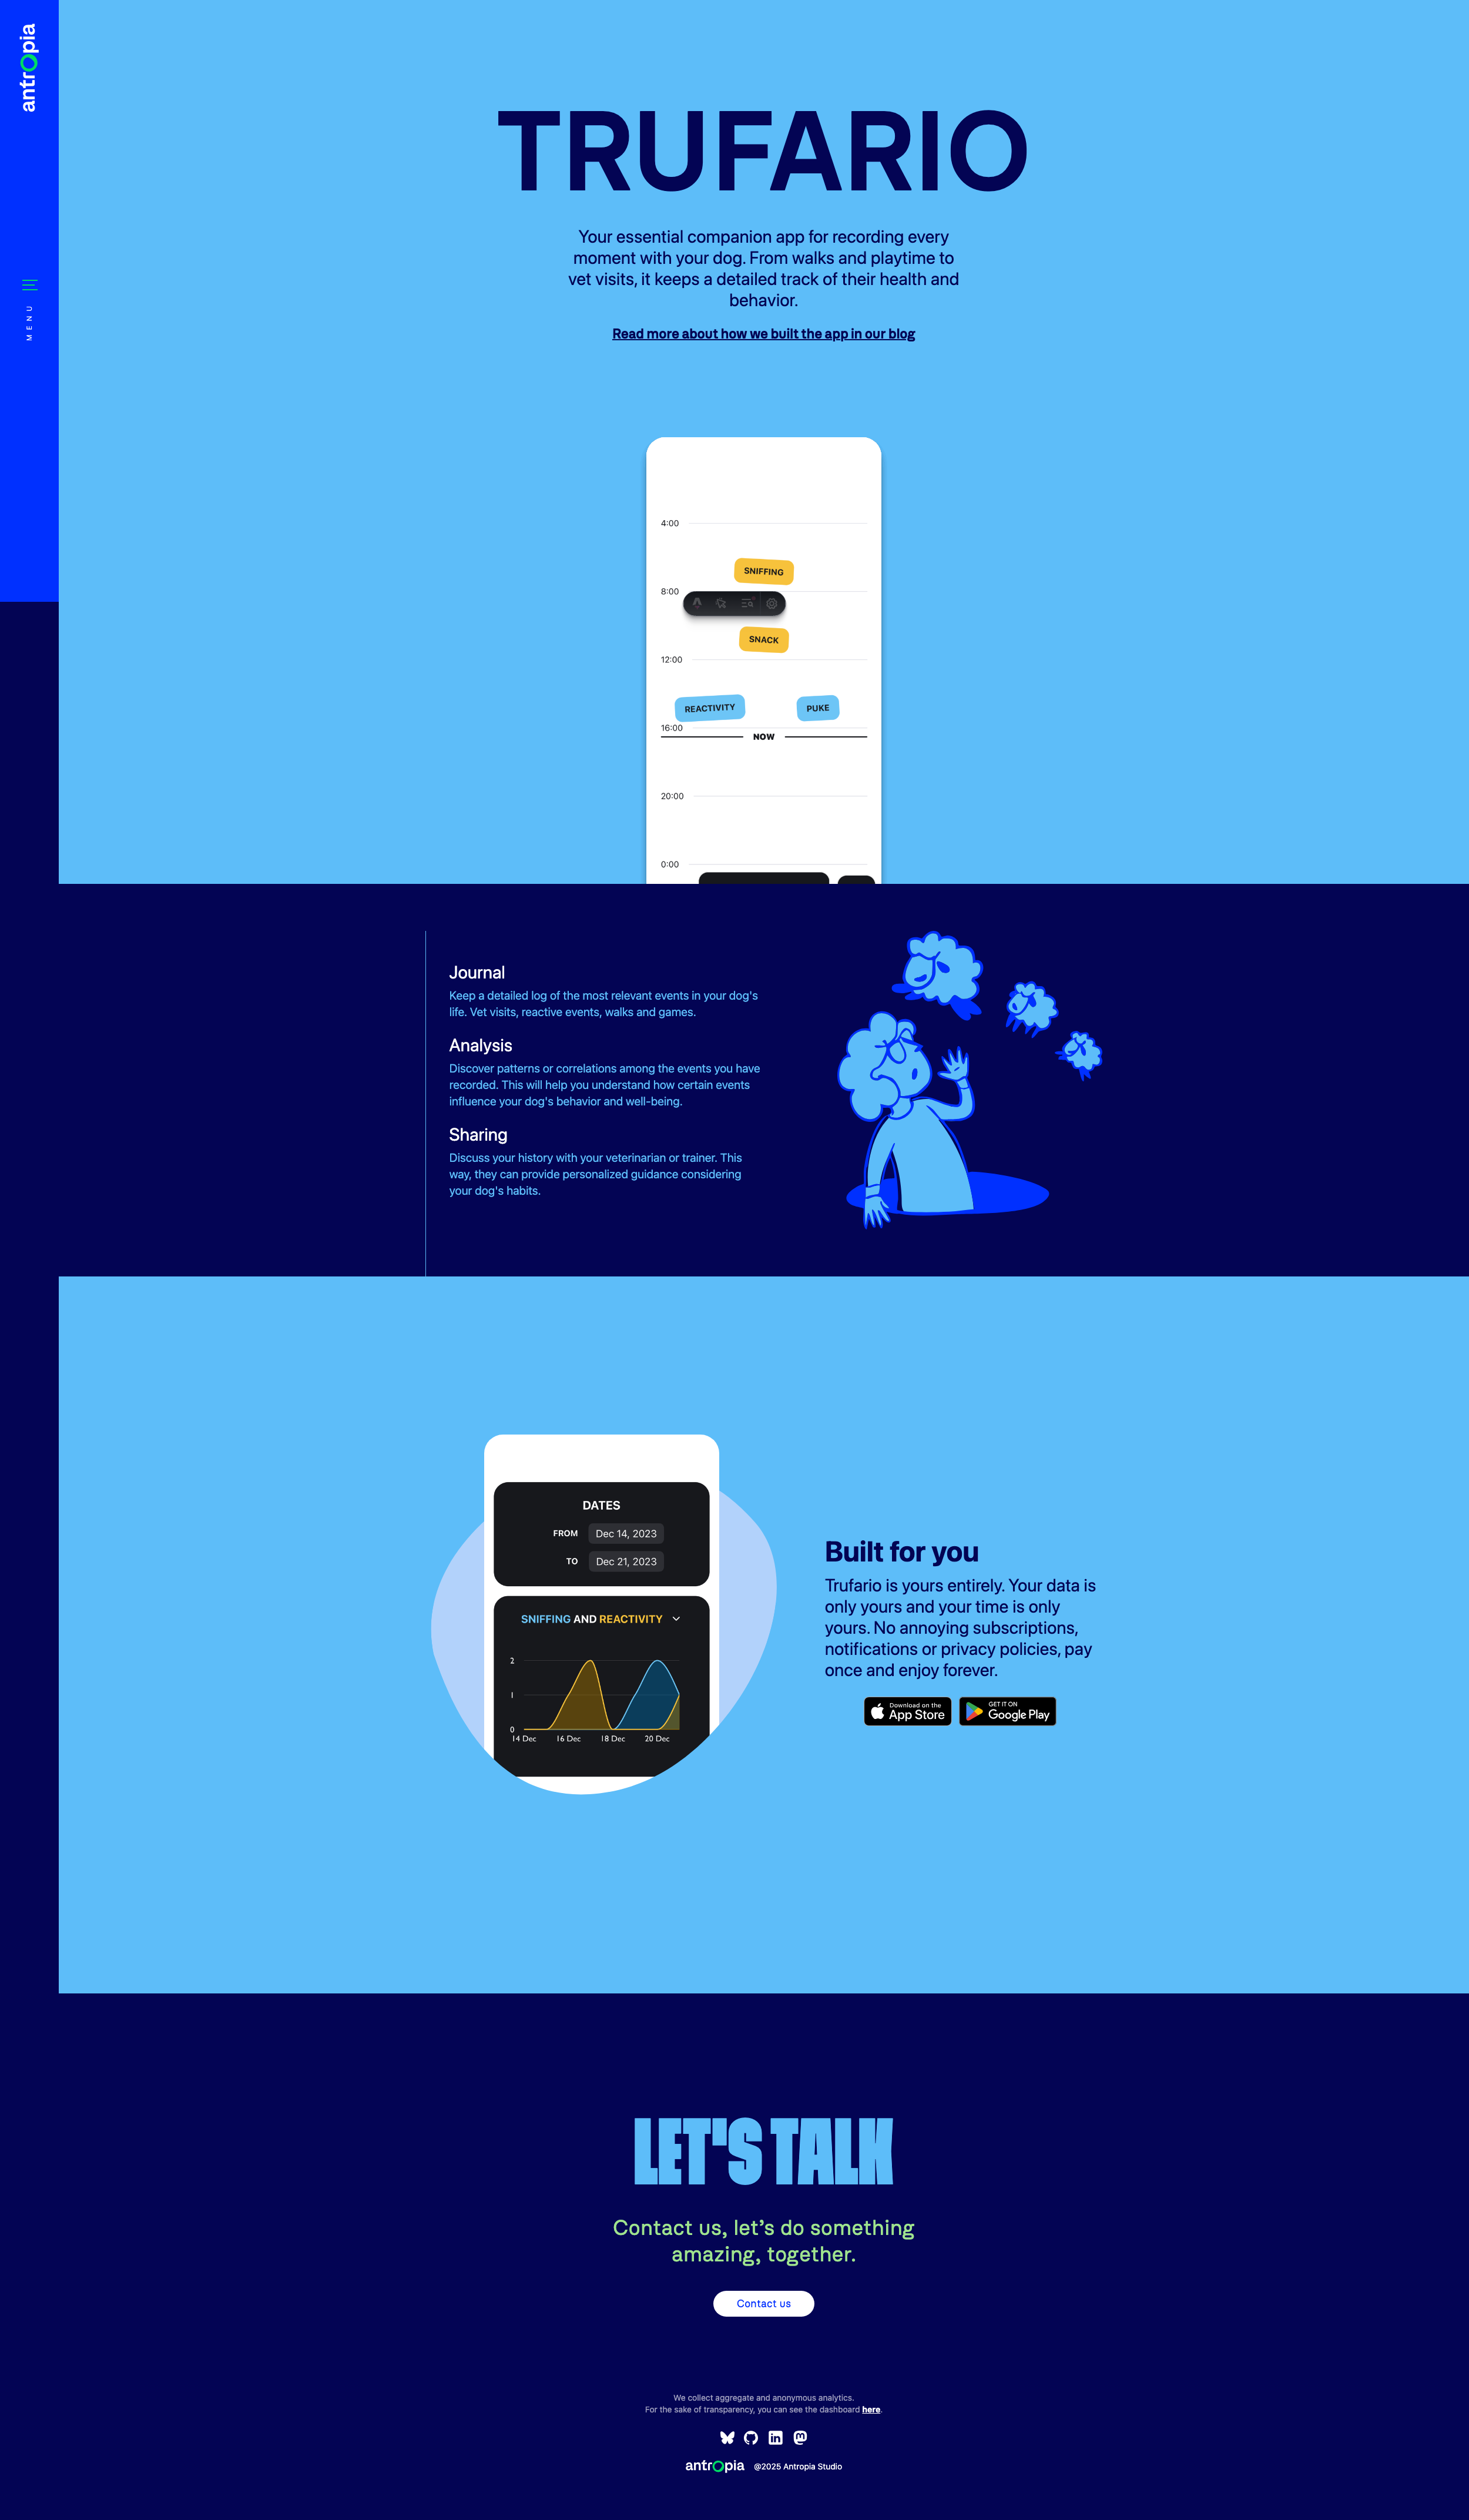 antropia
MENU
TRUFARIO
Your essential companion app for recording every
moment with your dog. From walks and playtime to
vet visits, it keeps a detailed track of their health and
behavior.
Read more about how we built the app in our blog
4:00
SNIFFING
8:00
SNACK
12:00
REACTIVITY
PUKE
16:00
NOW
20:00
0:00
Journal
Keep a detailed log of the most relevant events in your dog's
life. Vet visits, reactive events, walks and games.
Analysis
Discover patterns or correlations among the events you have
recorded. This will help you understand how certain events
influence your dog's behavior and well-being.
Sharing
Discuss your history with your veterinarian or trainer. This
way, they can provide personalized guidance considering
your dog's habits.
DATES
FROM Dec 14, 2023
TO Dec 21, 2023
SNIFFING AND REACTIVITY
2
1
0
14 Dec 16 Dec 18 Dec 20 Dec
Built for you
Trufario is yours entirely. Your data is
only yours and your time is only
yours. No annoying subscriptions,
notifications or privacy policies, pay
once and enjoy forever.
Download on the
App Store
GET IT ON
Google Play
LET'S TALK
Contact us, let’s do something
amazing, together.
Contact us
We collect aggregate and anonymous analytics.
For the sake of transparency, you can see the dashboard here.
antropia @2025 Antropia Studio